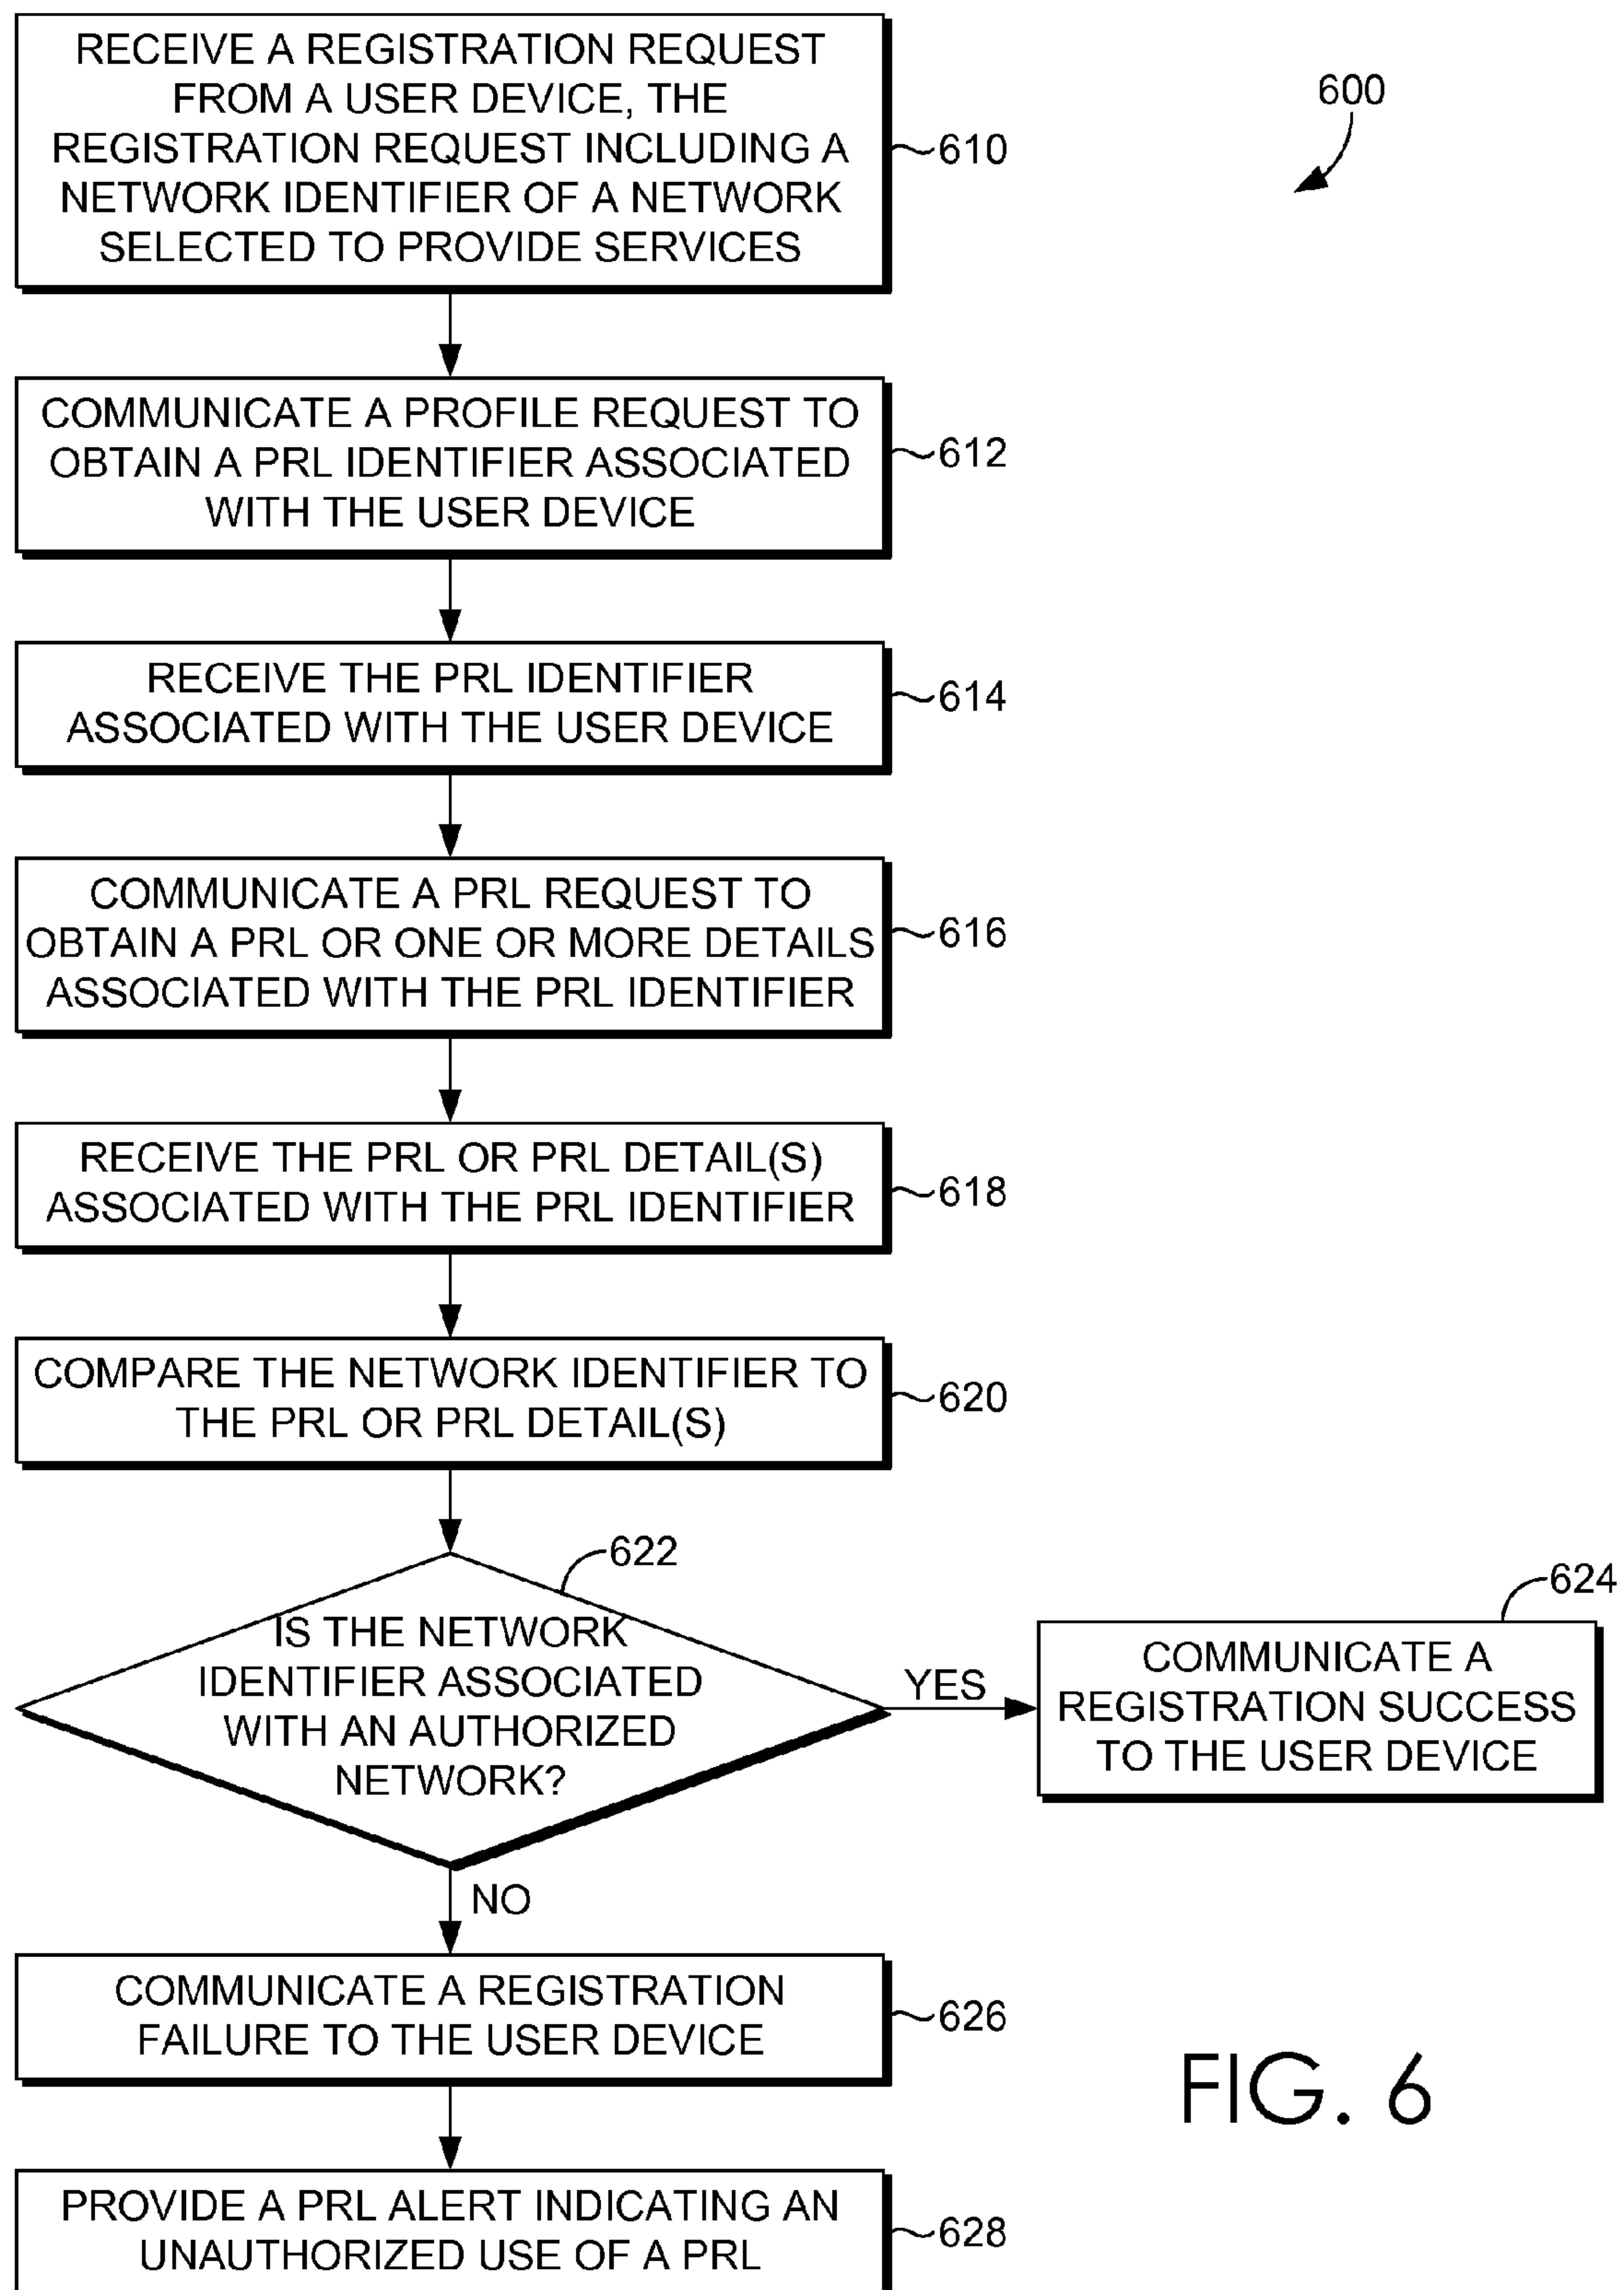 RECEIVE A REGISTRATION REQUEST
FROM A USER DEVICE, THE
REGISTRATION REQUEST INCLUDING A
NETWORK IDENTIFIER OF A NETWORK
SELECTED TO PROVIDE SERVICES
610
600
COMMUNICATE A PROFILE REQUEST TO
OBTAIN A PRL IDENTIFIER ASSOCIATED
WITH THE USER DEVICE
612
RECEIVE THE PRL IDENTIFIER
ASSOCIATED WITH THE USER DEVICE
614
COMMUNICATE A PRL REQUEST TO
OBTAIN A PRL OR ONE OR MORE DETAILS
ASSOCIATED WITH THE PRL IDENTIFIER
616
RECEIVE THE PRL OR PRL DETAIL(S)
ASSOCIATED WITH THE PRL IDENTIFIER
618
COMPARE THE NETWORK IDENTIFIER TO
THE PRL OR PRL DETAIL(S)
620
622
IS THE NETWORK
IDENTIFIER ASSOCIATED
WITH AN AUTHORIZED
NETWORK?
YES
624
COMMUNICATE A
REGISTRATION SUCCESS
TO THE USER DEVICE
NO
COMMUNICATE A REGISTRATION
FAILURE TO THE USER DEVICE
626
PROVIDE A PRL ALERT INDICATING AN
UNAUTHORIZED USE OF A PRL
628
FIG. 6